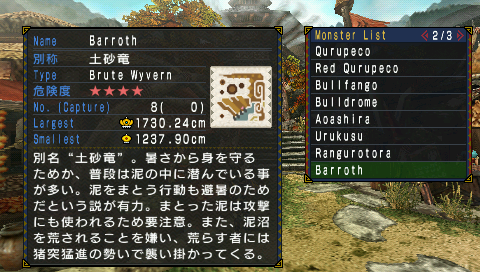 Name Barroth
別称 土砂竜
Type Brute Wyvern
危険度 ★★★★
No. (Capture) 8( 0)
Largest 1730.24cm
Smallest 1237.90cm
別名“土砂竜”。暑さから身を守る
ためか、普段は泥の中に潜んでいる事
が多い。泥をまとう行動も避暑のため
だという説が有力。まとった泥は攻撃
にも使われるため要注意。また、泥沼
を荒されることを嫌い、荒らす者には
猪突猛進の勢いで襲い掛かってくる。
Monster List 2/3
Qurupeco
Red Qurupeco
Bullfango
Bulldrome
Aoashira
Urukusu
Rangurotora
Barroth